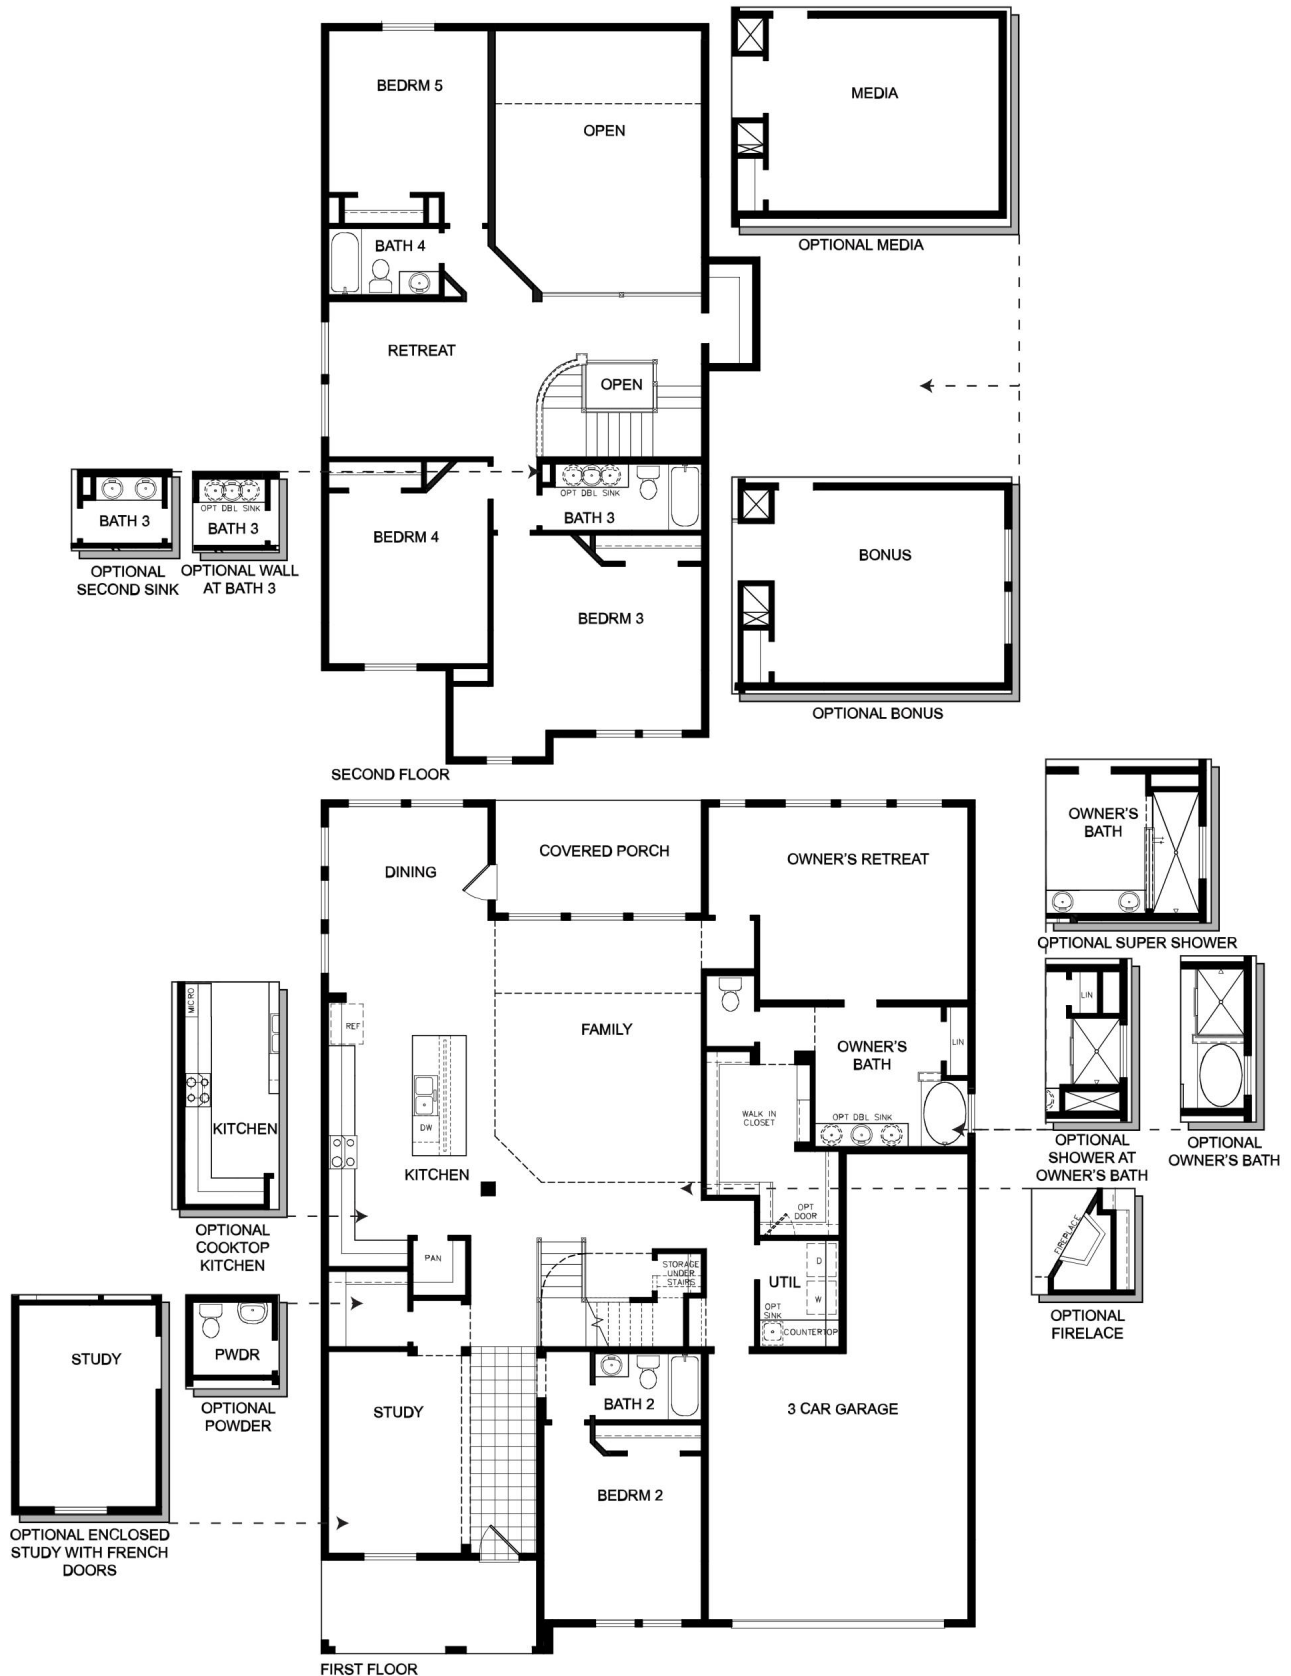 BEDRM 5
OPEN
MEDIA
OPTIONAL MEDIA
BATH 4
RETREAT
OPEN
BATH 3
OPTIONAL
SECOND SINK
OPT DBL SINK
BATH 3
OPTIONAL WALL
AT BATH 3
OPT DBL SINK
BATH 3
BEDRM 4
BEDRM 3
BONUS
OPTIONAL BONUS
SECOND FLOOR
DINING
COVERED PORCH
OWNER'S RETREAT
OWNER'S
BATH
OPTIONAL SUPER SHOWER
MICRO
KITCHEN
OPTIONAL
COOKTOP
KITCHEN
REF
DW
KITCHEN
FAMILY
OWNER'S
BATH
LIN
WALK IN
CLOSET
OPT DBL SINK
LIN
OPTIONAL
SHOWER AT
OWNER'S BATH
OPTIONAL
OWNER'S BATH
OPT
DOOR
FIREPLACE
OPTIONAL
FIRELACE
PAN
STORAGE
UNDER
STAIRS
UTIL
D
W
OPT
SINK
COUNTERTOP
STUDY
OPTIONAL ENCLOSED
STUDY WITH FRENCH
DOORS
PWDR
OPTIONAL
POWDER
STUDY
BATH 2
BEDRM 2
3 CAR GARAGE
FIRST FLOOR